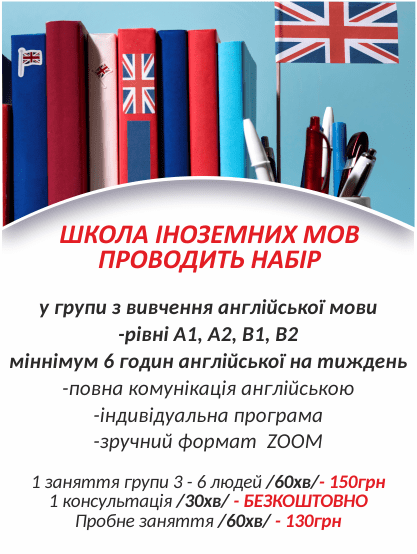 ШКОЛА ІНОЗЕМНИХ МОВ
ПРОВОДИТЬ НАБІР
у групи з вивчення англійської мови
-рівні А1, А2, В1, В2
міннімум 6 годин англійської на тиждень
-повна комунікація англійською
-індивідуальна програма
-зручний формат ZOOM
1 заняття групи 3 - 6 людей /60хв/- 150грн
1 консультація /30хв/ - БЕЗКОШТОВНО
Пробне заняття /60хв/ - 130грн